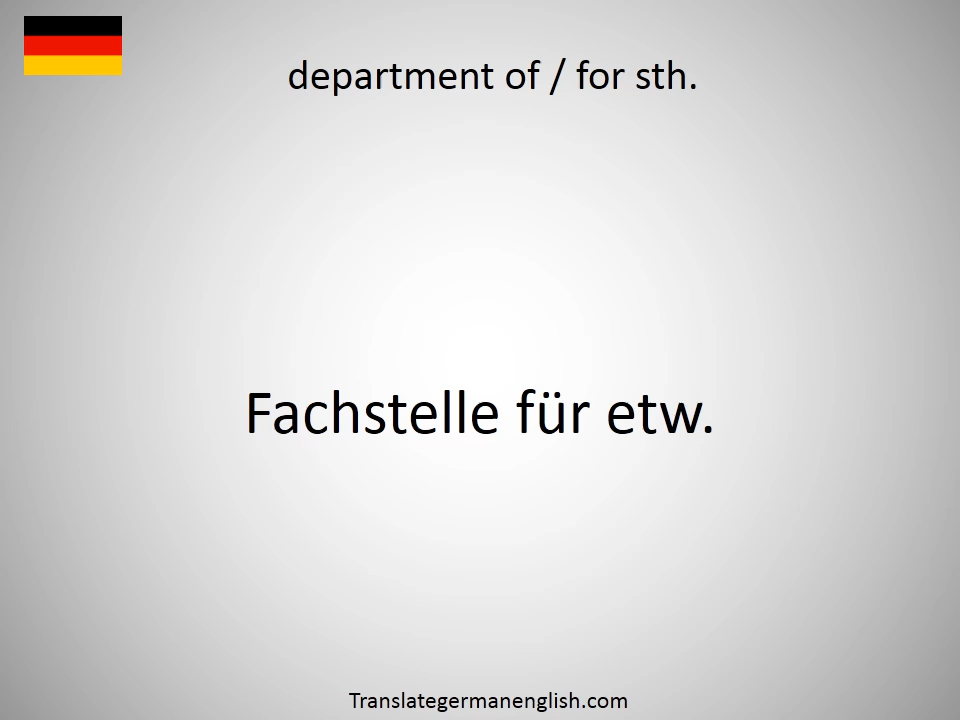 department of / for sth.
Fachstelle für etw.
Translategermanenglish.com